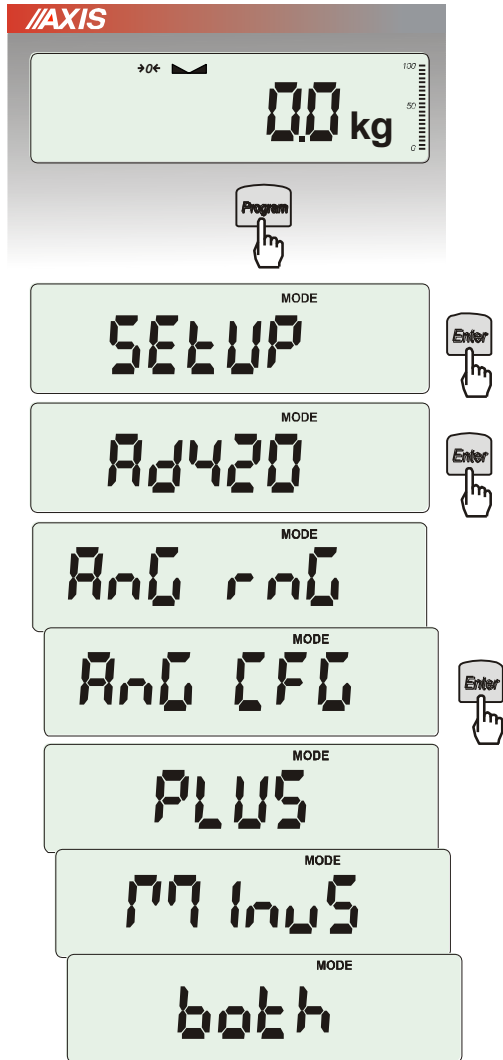 AXIS
→0←
100
0.0 kg
50
0
Program
MODE
SEtUP
Enter
MODE
Ad420
Enter
MODE
AnG rnG
MODE
AnG CFG
Enter
MODE
PLUS
MODE
MInuS
MODE
both